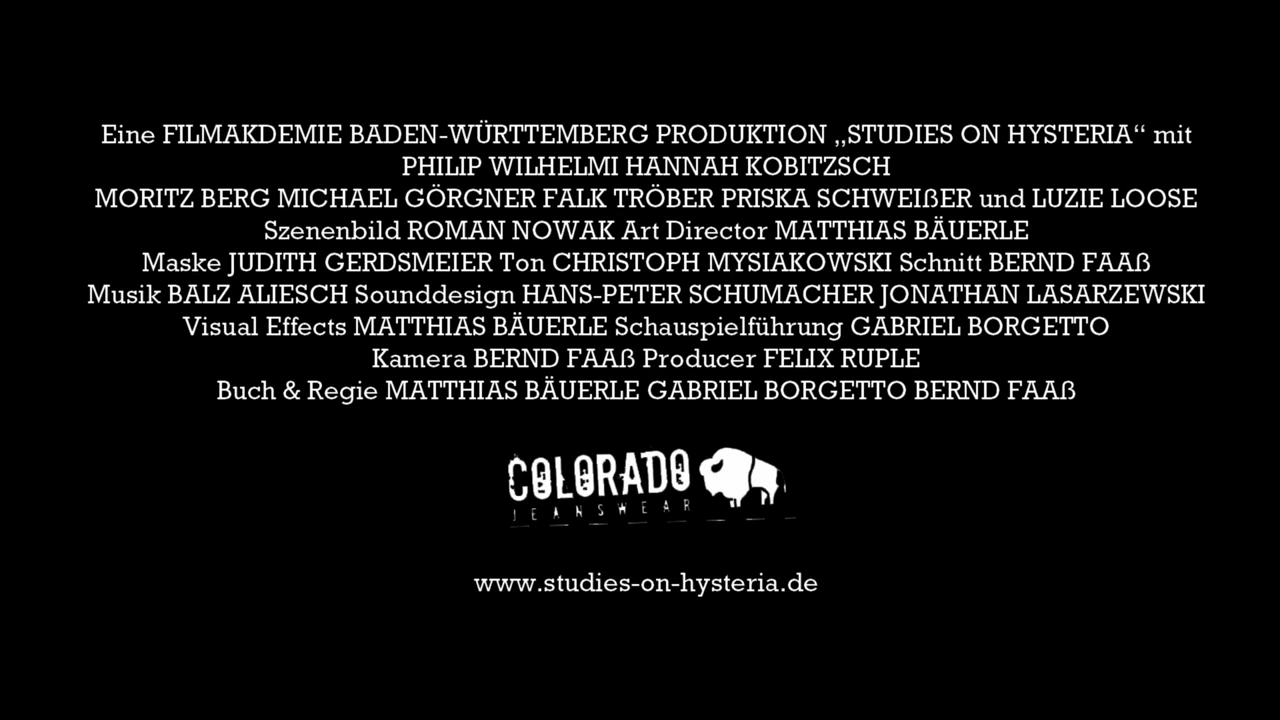 Eine FILMAKDEMIE BADEN-WÜRTTEMBERG PRODUKTION „STUDIES ON HYSTERIA“ mit
PHILIP WILHELMI HANNAH KOBITZSCH
MORITZ BERG MICHAEL GÖRGNER FALK TRÖBER PRISKA SCHWEIßER und LUZIE LOOSE
Szenenbild ROMAN NOWAK Art Director MATTHIAS BÄUERLE
Maske JUDITH GERDSMEIER Ton CHRISTOPH MYSIAKOWSKI Schnitt BERND FAAß
Musik BALZ ALIESCH Sounddesign HANS-PETER SCHUMACHER JONATHAN LASARZEWSKI
Visual Effects MATTHIAS BÄUERLE Schauspielführung GABRIEL BORGETTO
Kamera BERND FAAß Producer FELIX RUPLE
Buch & Regie MATTHIAS BÄUERLE GABRIEL BORGETTO BERND FAAß
COLORADO
JEANSWEAR
www.studies-on-hysteria.de